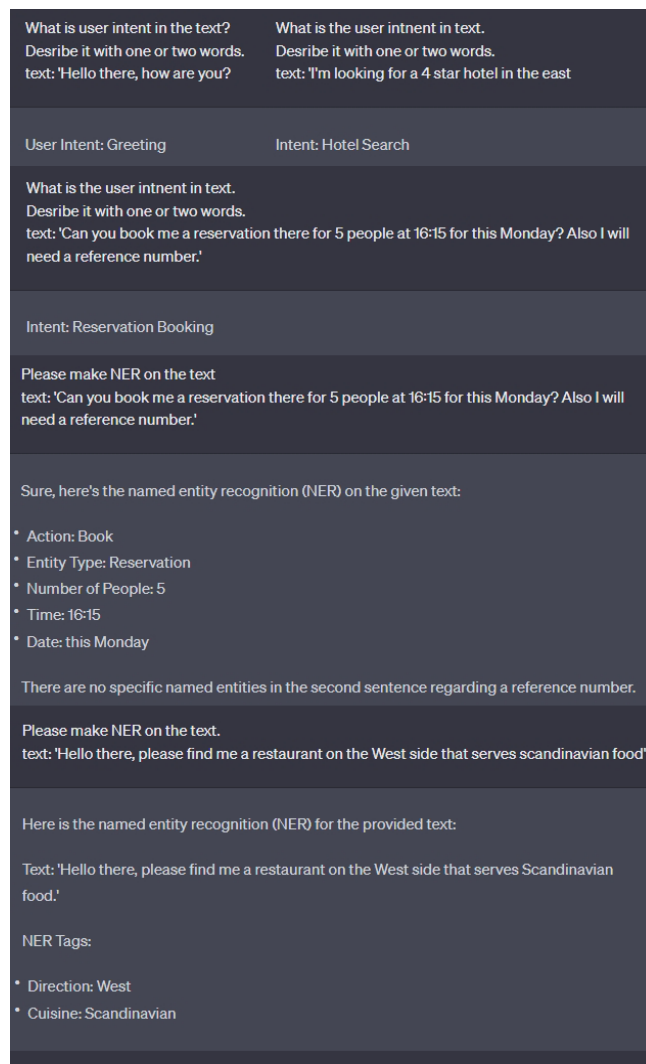 What is user intent in the text?
Desribe it with one or two words.
text: 'Hello there, how are you?
What is the user intnent in text.
Desribe it with one or two words.
text: 'I'm looking for a 4 star hotel in the east
User Intent: Greeting
Intent: Hotel Search
What is the user intnent in text.
Desribe it with one or two words.
text: 'Can you book me a reservation there for 5 people at 16:15 for this Monday? Also I will
need a reference number.'
Intent: Reservation Booking
Please make NER on the text
text: 'Can you book me a reservation there for 5 people at 16:15 for this Monday? Also I will
need a reference number.'
Sure, here's the named entity recognition (NER) on the given text:
• Action: Book
• Entity Type: Reservation
• Number of People: 5
• Time: 16:15
• Date: this Monday
There are no specific named entities in the second sentence regarding a reference number.
Please make NER on the text.
text: 'Hello there, please find me a restaurant on the West side that serves scandinavian food'
Here is the named entity recognition (NER) for the provided text:
Text: 'Hello there, please find me a restaurant on the West side that serves Scandinavian
food.'
NER Tags:
• Direction: West
• Cuisine: Scandinavian